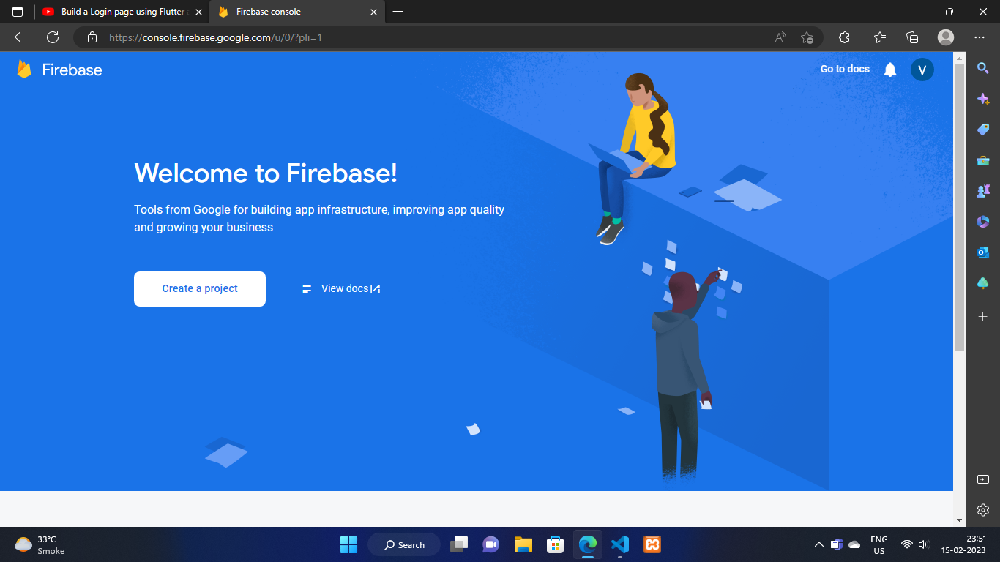 Build a Login page using Flutter
Firebase console
https://console.firebase.google.com/u/0/?pli=1
Firebase
Go to docs
V
Welcome to Firebase!
Tools from Google for building app infrastructure, improving app quality
and growing your business
Create a project
View docs
33°C
Smoke
Search
ENG
US
23:51
15-02-2023